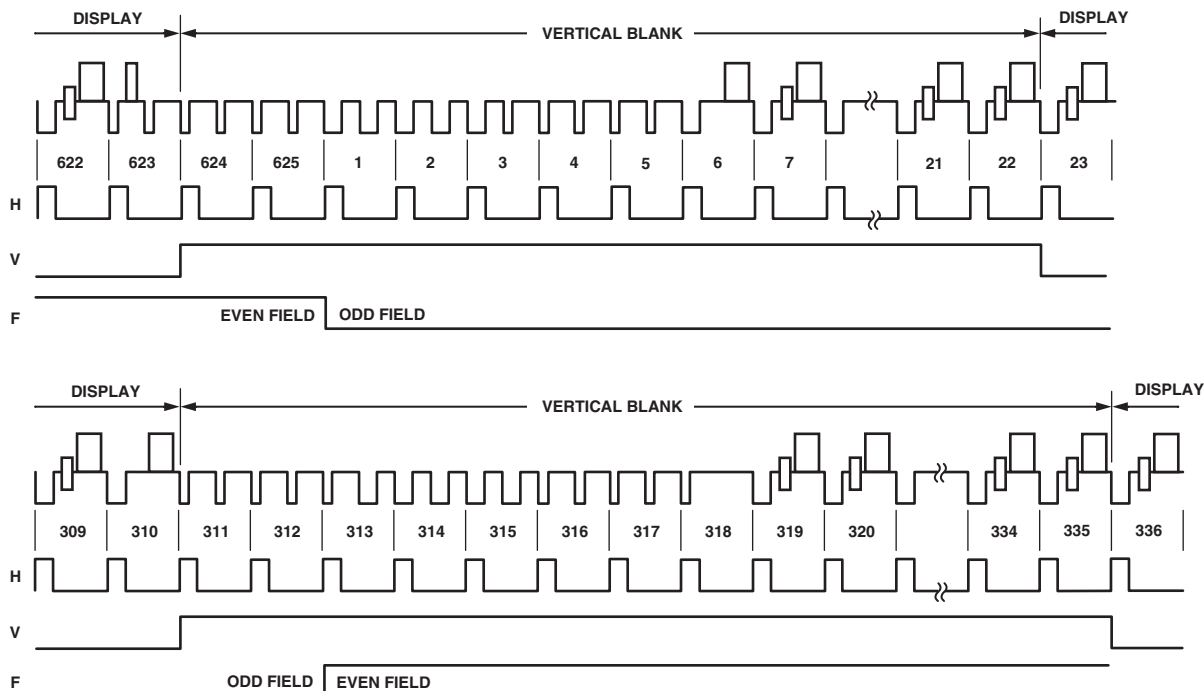 DISPLAY VERTICAL BLANK DISPLAY
622 623 624 625 1 2 3 4 5 6 7 21 22 23
H
V
F EVEN FIELD ODD FIELD
DISPLAY VERTICAL BLANK DISPLAY
309 310 311 312 313 314 315 316 317 318 319 320 334 335 336
H
V
F ODD FIELD EVEN FIELD